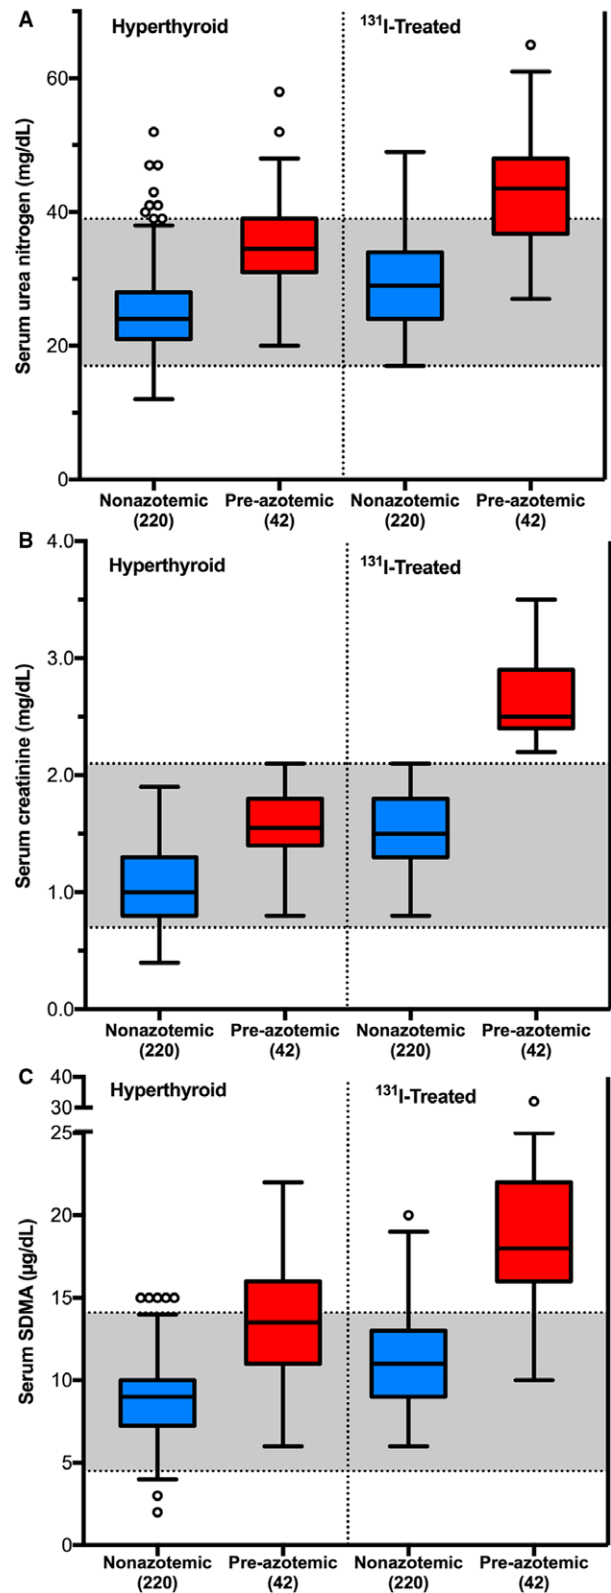 A
Hyperthyroid
131I-Treated
Serum urea nitrogen (mg/dL)
60
40
20
0
Nonazotemic Pre-azotemic Nonazotemic Pre-azotemic
(220) (42) (220) (42)
B
Hyperthyroid
131I-Treated
Serum creatinine (mg/dL)
4.0
3.0
2.0
1.0
0.0
Nonazotemic Pre-azotemic Nonazotemic Pre-azotemic
(220) (42) (220) (42)
C
Hyperthyroid
131I-Treated
Serum SDMA (µg/dL)
40
30
25
20
15
10
5
0
Nonazotemic Pre-azotemic Nonazotemic Pre-azotemic
(220) (42) (220) (42)